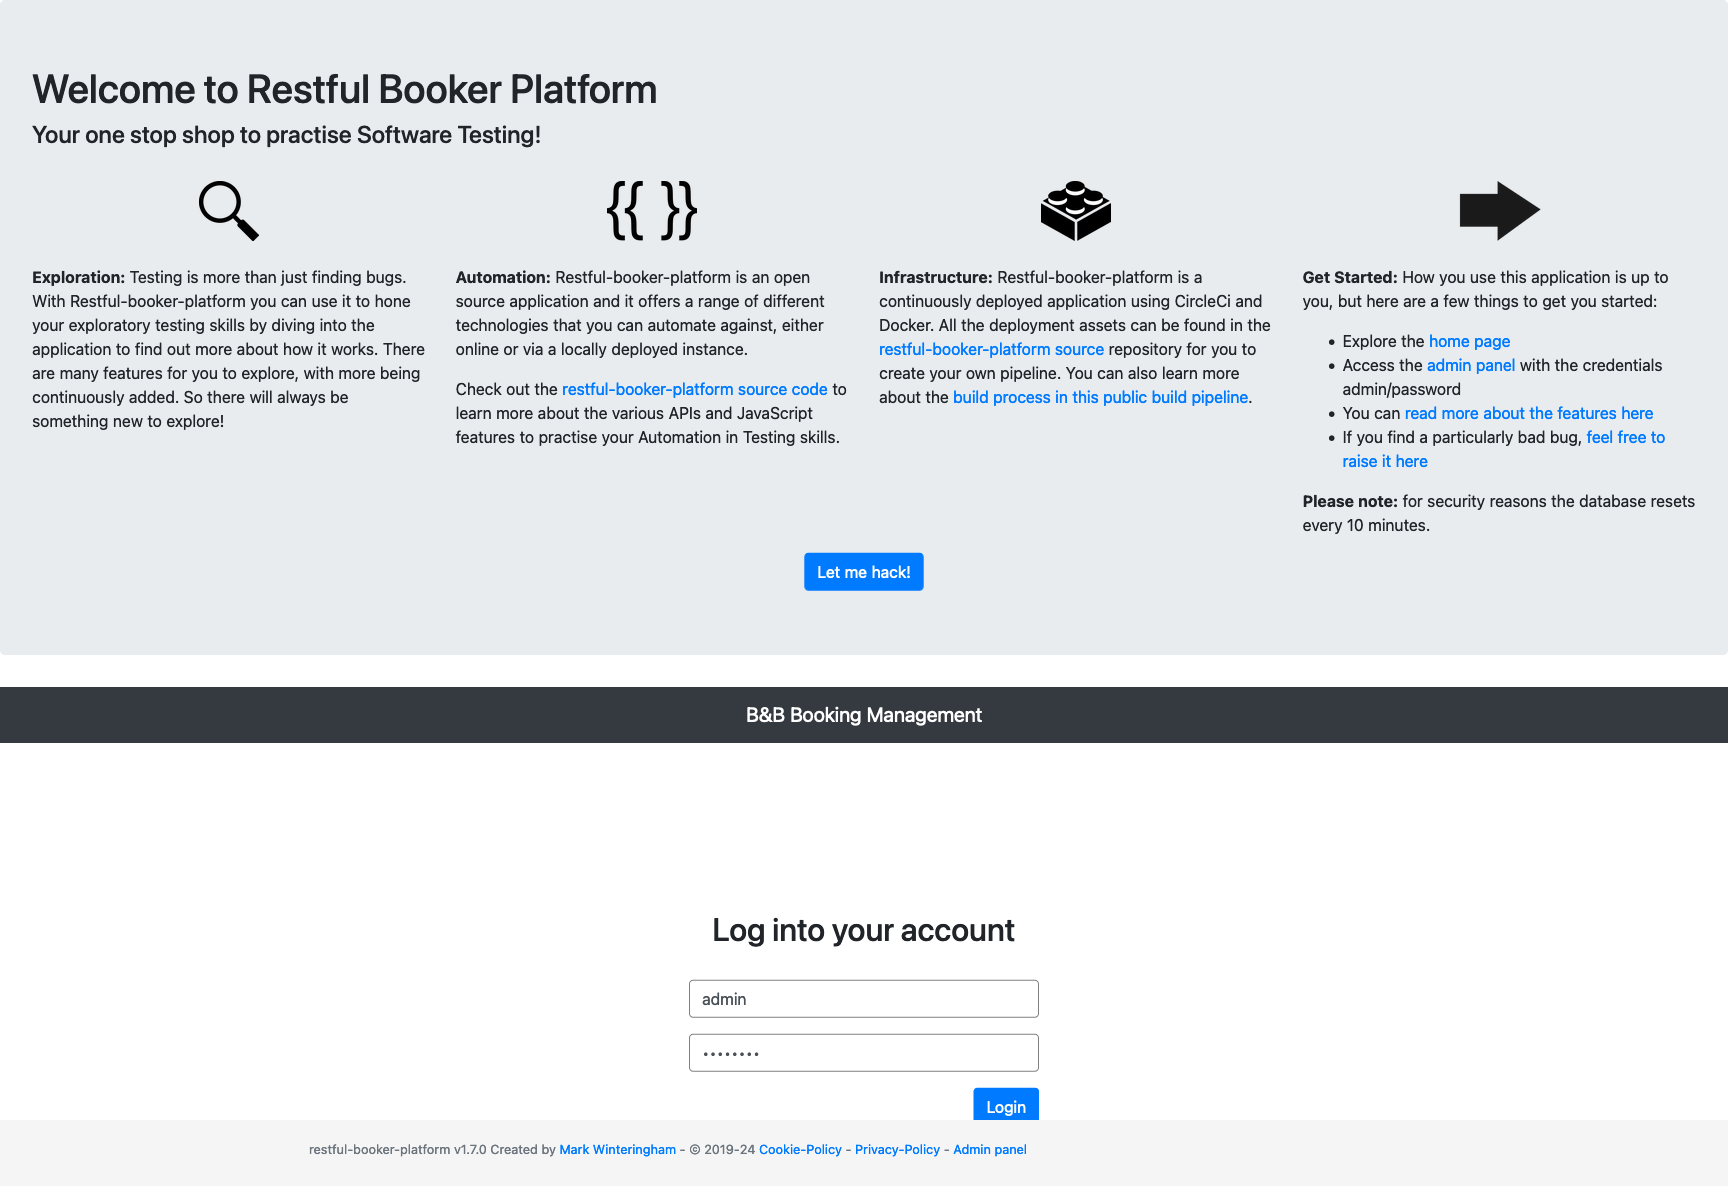 Welcome to Restful Booker Platform
Your one stop shop to practise Software Testing!
{{ }}
Exploration: Testing is more than just finding bugs.
With Restful-booker-platform you can use it to hone
your exploratory testing skills by diving into the
application to find out more about how it works. There
are many features for you to explore, with more being
continuously added. So there will always be
something new to explore!
Automation: Restful-booker-platform is an open
source application and it offers a range of different
technologies that you can automate against, either
online or via a locally deployed instance.
Check out the restful-booker-platform source code to
learn more about the various APIs and JavaScript
features to practise your Automation in Testing skills.
Infrastructure: Restful-booker-platform is a
continuously deployed application using CircleCi and
Docker. All the deployment assets can be found in the
restful-booker-platform source repository for you to
create your own pipeline. You can also learn more
about the build process in this public build pipeline.
Get Started: How you use this application is up to
you, but here are a few things to get you started:
• Explore the home page
• Access the admin panel with the credentials
admin/password
• You can read more about the features here
• If you find a particularly bad bug, feel free to
raise it here
Please note: for security reasons the database resets
every 10 minutes.
Let me hack!
B&B Booking Management
Log into your account
admin
••••••••
Login
restful-booker-platform v1.7.0 Created by Mark Winteringham - © 2019-24 Cookie-Policy - Privacy-Policy - Admin panel